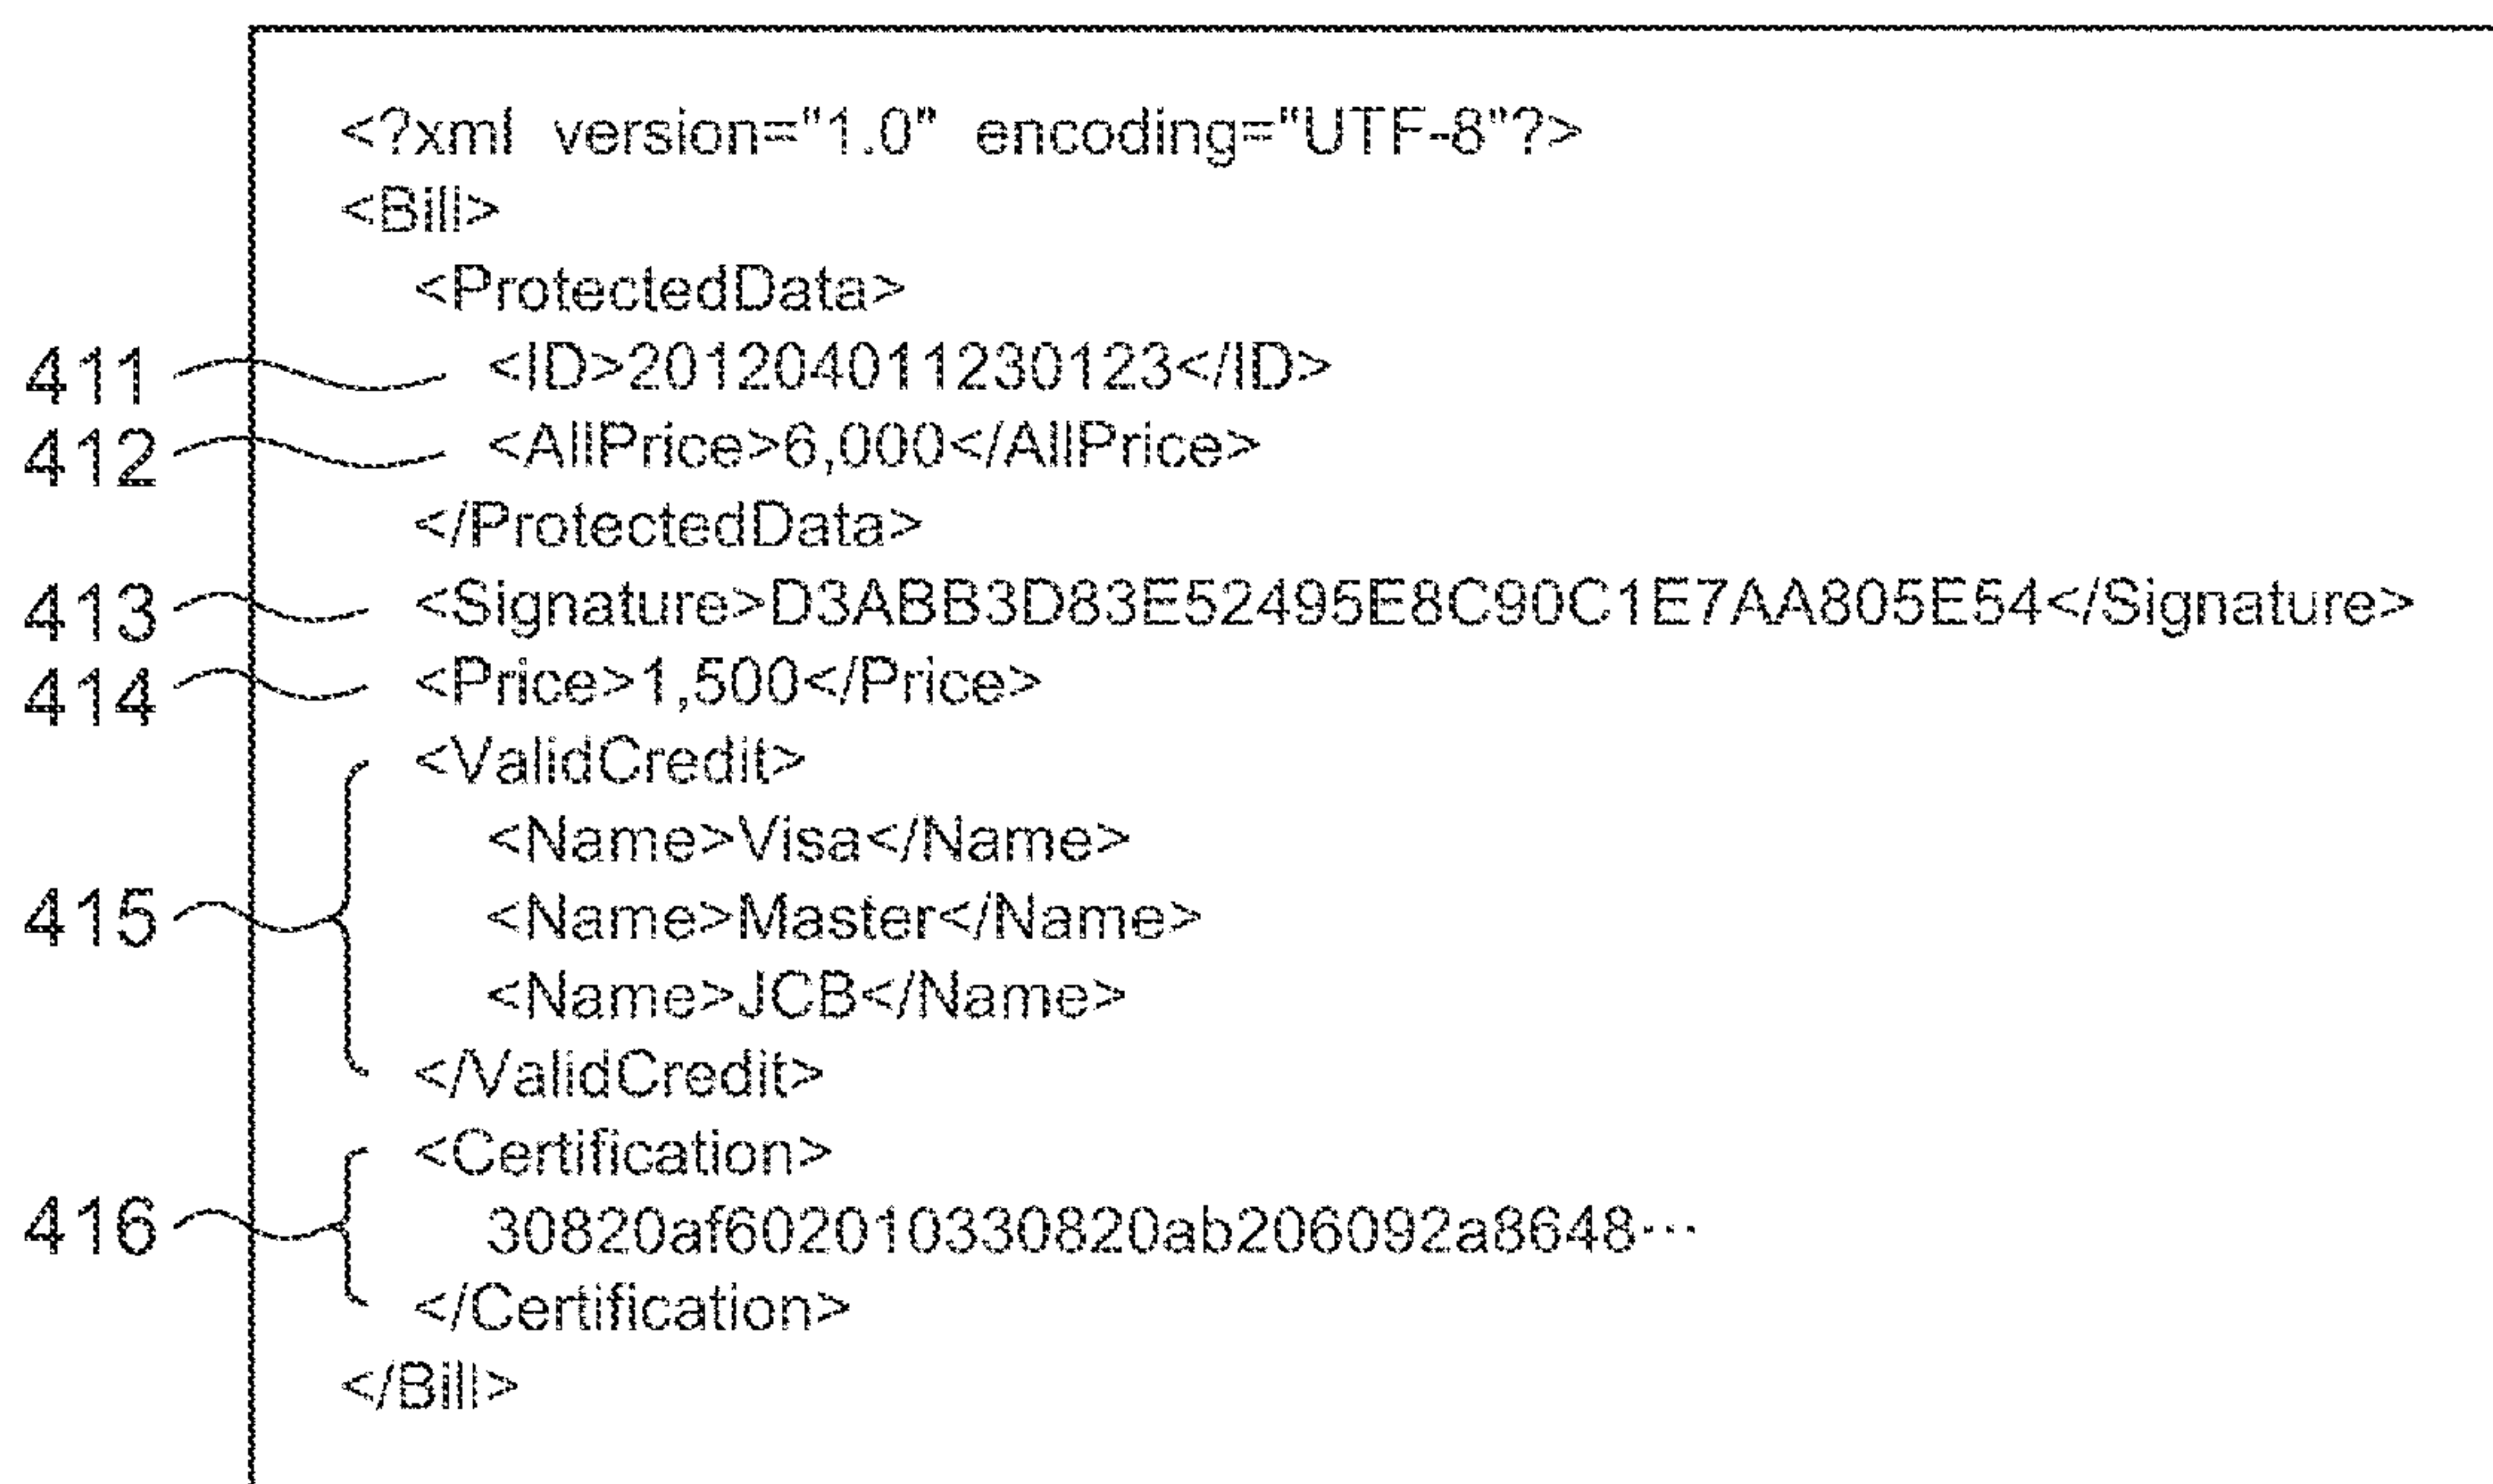 <?xml version="1.0" encoding="UTF-8"?>
<Bill>
<ProtectedData>
411 <ID>201204011230123</ID>
412 <AllPrice>6,000</AllPrice>
</ProtectedData>
413 <Signature>D3ABB3D83E52495E8C90C1E7AA805E54</Signature>
414 <Price>1,500</Price>
<ValidCredit>
<Name>Visa</Name>
415 <Name>Master</Name>
<Name>JCB</Name>
</ValidCredit>
<Certification>
416 30820af602010330820ab206092a8648···
</Certification>
</Bill>